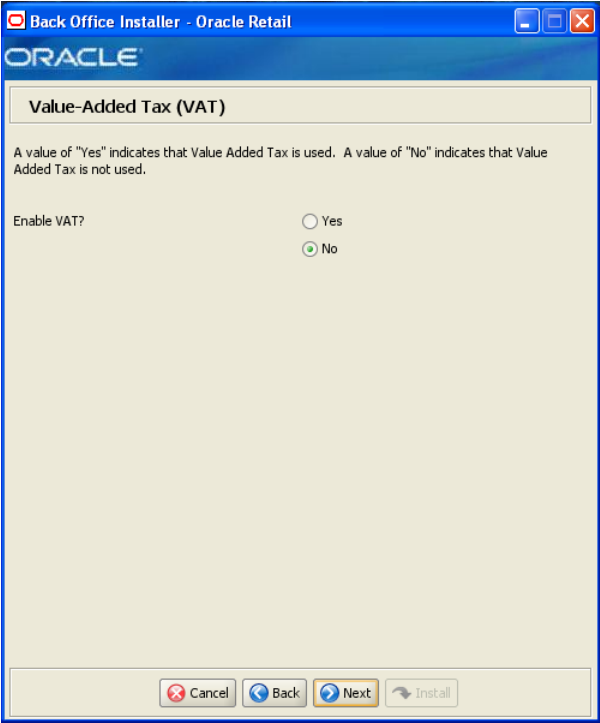 Back Office Installer - Oracle Retail
ORACLE
Value-Added Tax (VAT)
A value of "Yes" indicates that Value Added Tax is used.  A value of "No" indicates that Value
Added Tax is not used.
Enable VAT?
Yes
No
Cancel
Back
Next
Install